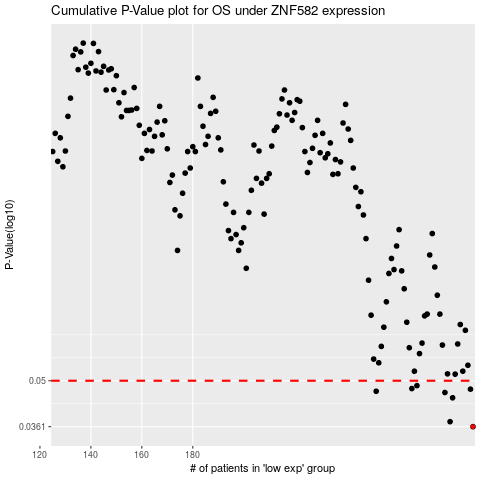 Cumulative P-Value plot for OS under ZNF582 expression
P-Value(log10)
0.05
0.0361
120 140 160 180
# of patients in 'low exp' group